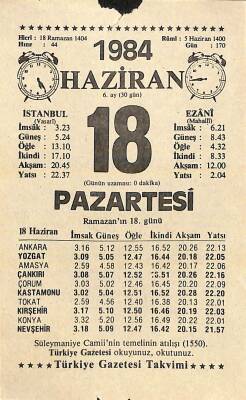 Hicrî : 18 Ramazan 1404
Hızır : 44
Rûmî : 5 Haziran 1400
Gün : 170
1984
HAZİRAN
6. ay (30 gün)
İSTANBUL
(Vasatî)
İmsâk : 3.23
Güneş : 5.24
Öğle : 13.10
İkindi : 17.10
Akşam : 20.45
Yatsı : 22.37
18
EZANÎ
(Mahallî)
İmsâk : 6.21
Güneş : 8.43
Öğle : 4.32
İkindi : 8.33
Akşam : 12.00
Yatsı : 2.04
(Günün uzaması: 0 dakika)
PAZARTESİ
Ramazan'ın 18. günü
18 Haziran İmsak Güneş Öğle İkindi Akşam Yatsı
ANKARA 3.16 5.12 12.55 16.52 20.26 22.13
YOZGAT 3.09 5.05 12.47 16.44 20.18 22.05
AMASYA 2.59 4.58 12.43 16.42 20.17 22.06
ÇANKIRI 3.08 5.07 12.52 16.51 20.26 22.16
ÇORUM 3.03 5.02 12.46 16.45 20.20 22.09
KASTAMONU 3.02 5.04 12.51 16.52 20.28 22.20
TOKAT 2.59 4.56 12.40 16.38 20.13 22.01
KIRŞEHİR 3.17 5.10 12.50 16.46 20.19 22.03
KONYA 3.32 5.20 12.56 16.49 20.22 22.01
NEVŞEHİR 3.18 5.09 12.47 16.42 20.15 21.57
Süleymaniye Camii'nin temelinin atılışı (1550).
Türkiye Gazetesi okuyunuz, okutunuz.
★★★★ Türkiye Gazetesi Takvimi ★★★★